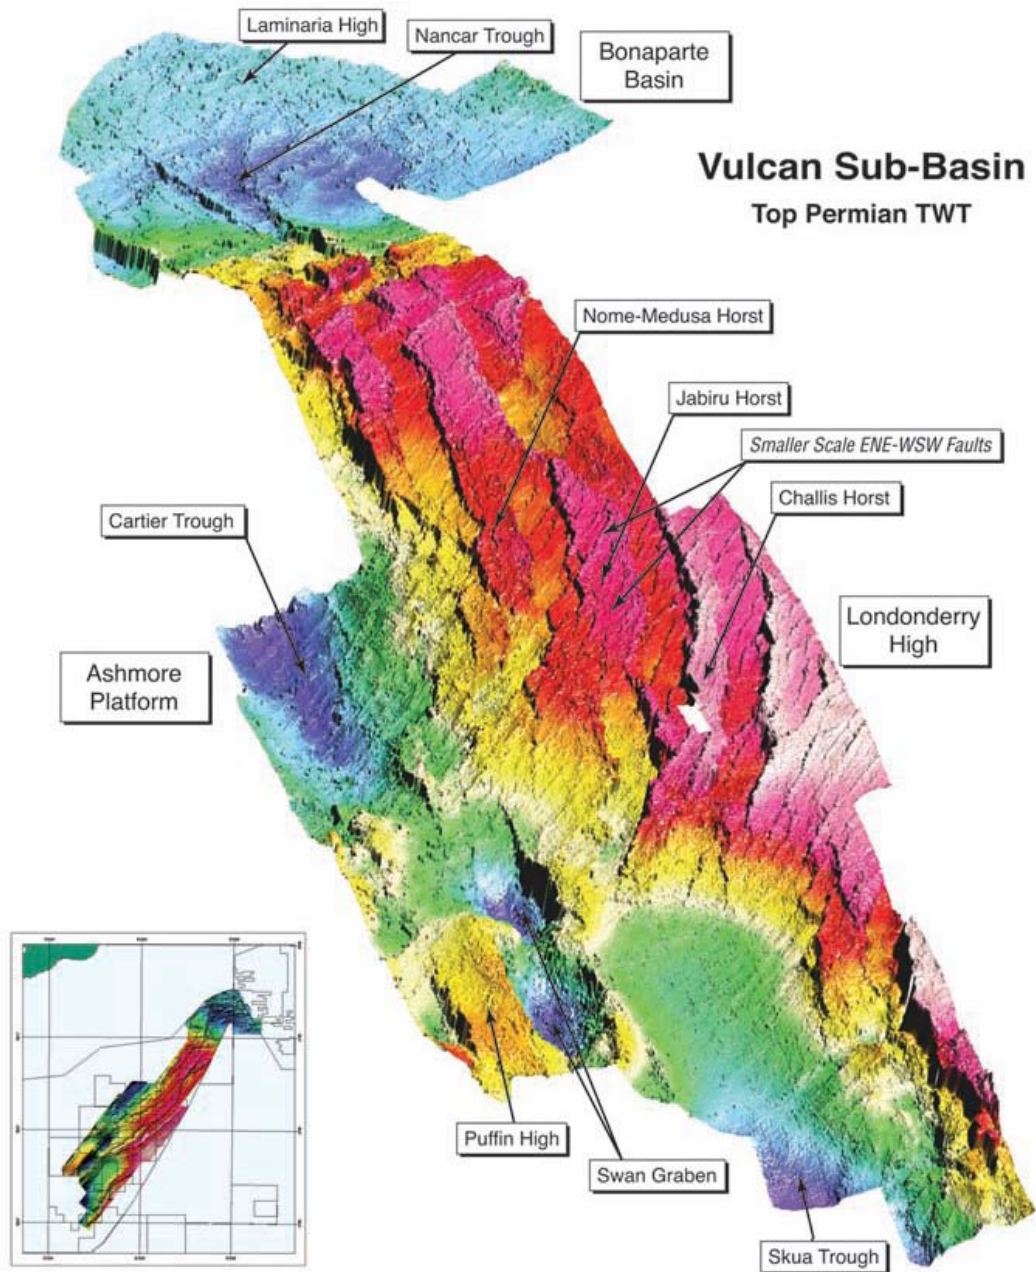 Laminaria High
Nancar Trough
Bonaparte
Basin
Vulcan Sub-Basin
Top Permian TWT
Nome-Medusa Horst
Jabiru Horst
Smaller Scale ENE-WSW Faults
Challis Horst
Cartier Trough
Londonderry
High
Ashmore
Platform
Puffin High
Swan Graben
Skua Trough